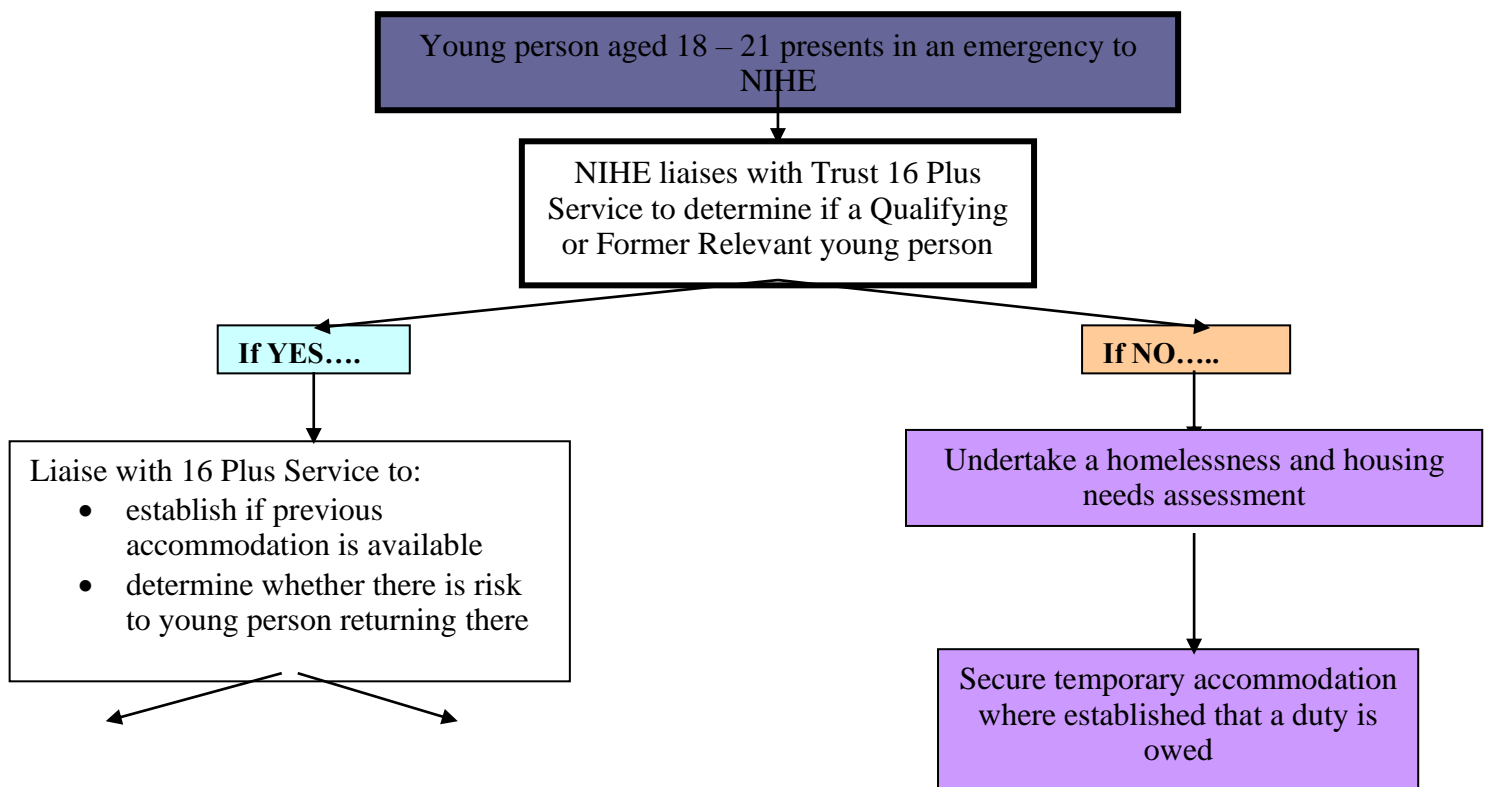 Young person aged 18 – 21 presents in an emergency to
NIHE
NIHE liaises with Trust 16 Plus
Service to determine if a Qualifying
or Former Relevant young person
If YES….
If NO…..
Liaise with 16 Plus Service to:
• establish if previous
accommodation is available
• determine whether there is risk
to young person returning there
Undertake a homelessness and housing
needs assessment
Secure temporary accommodation
where established that a duty is
owed